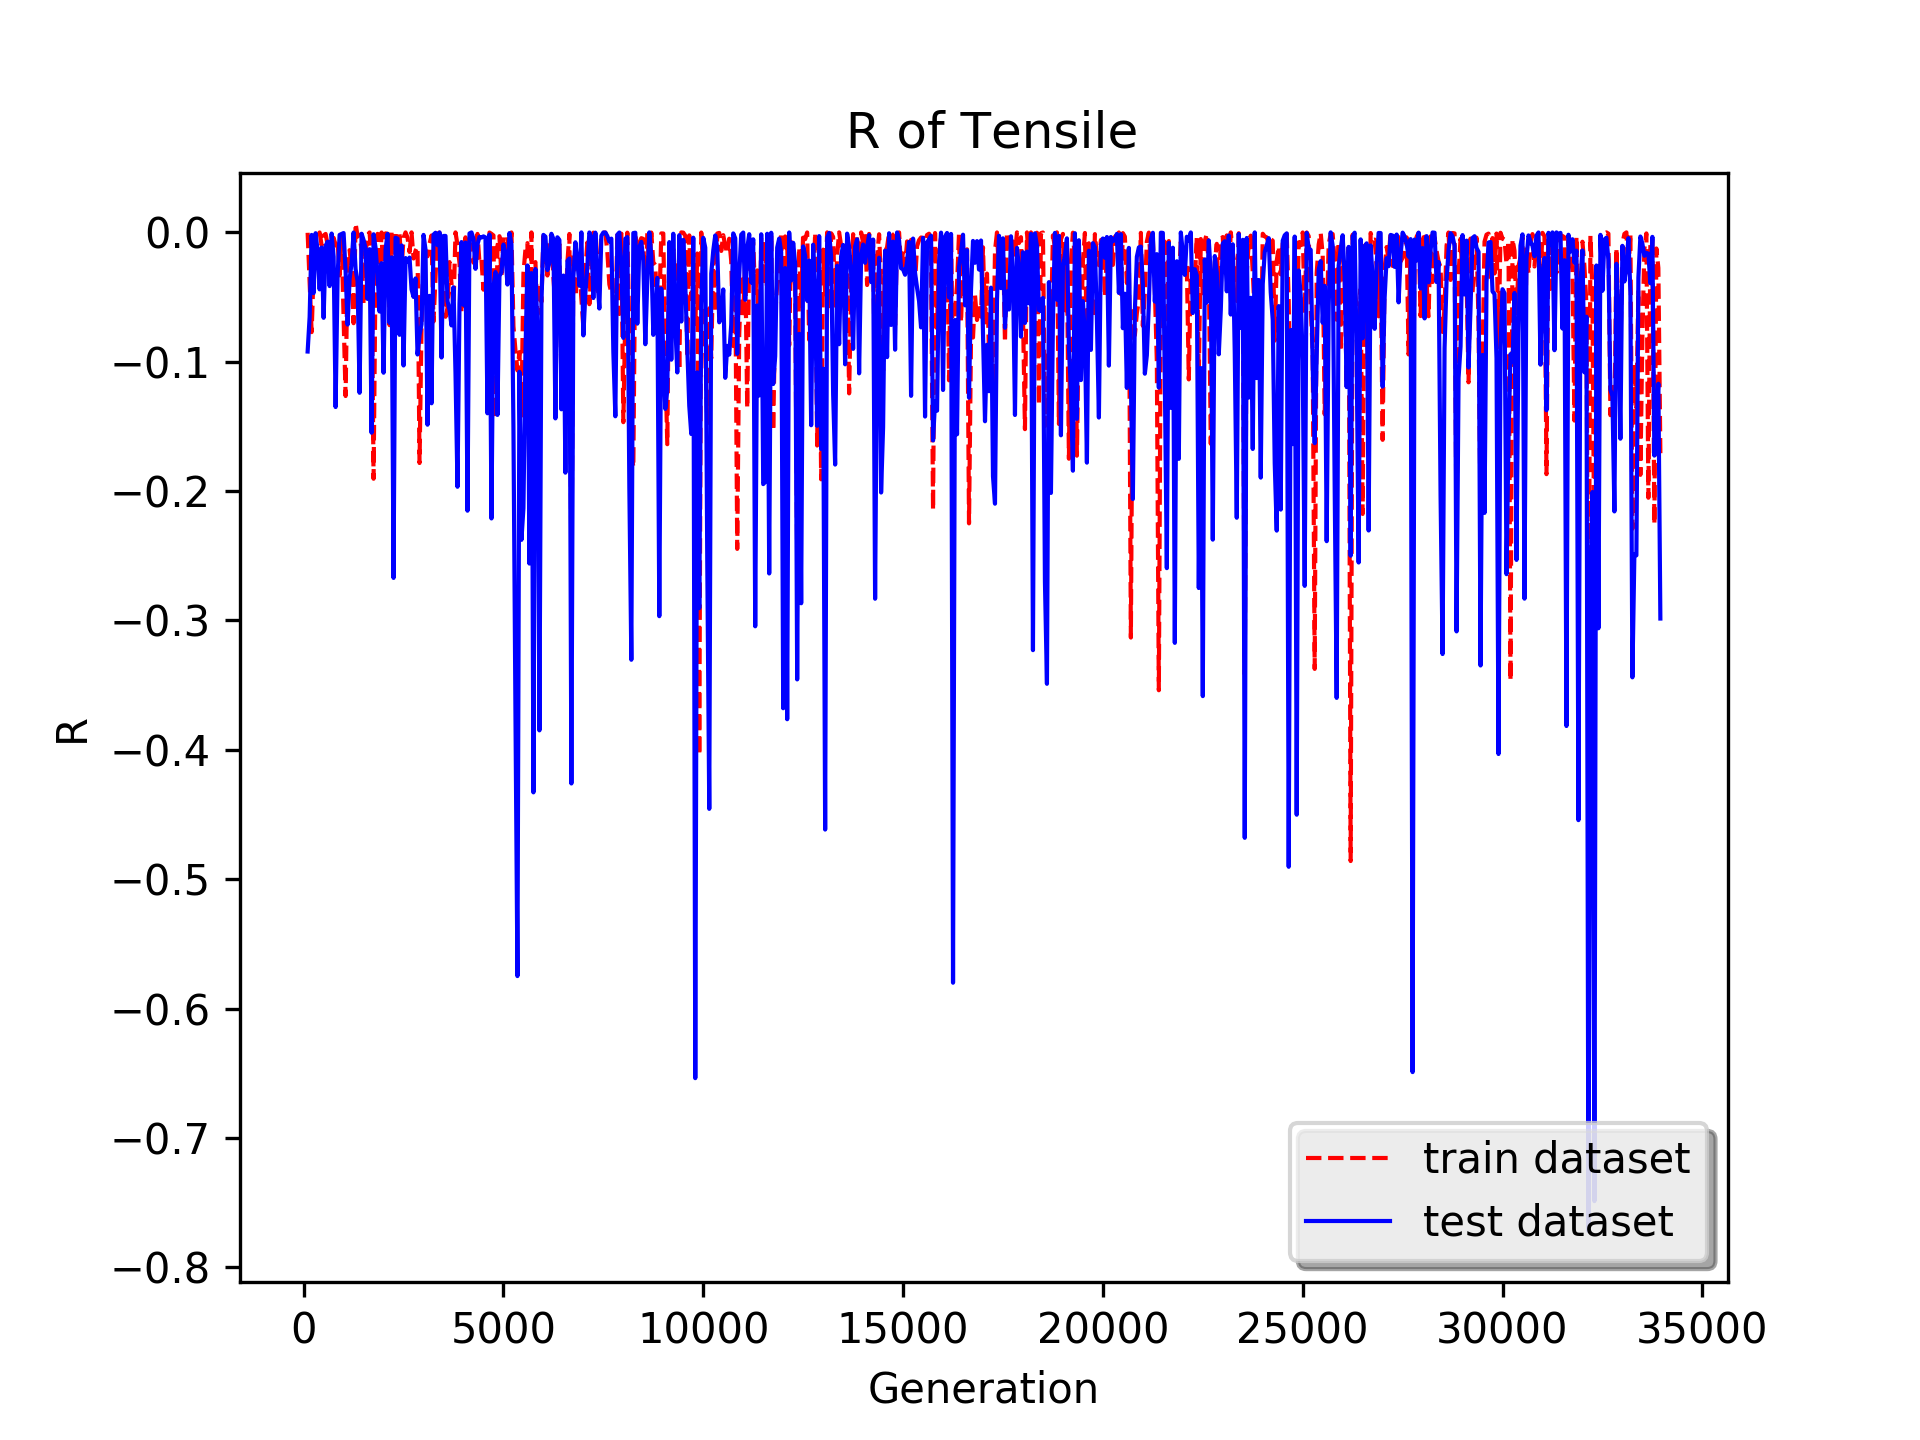 R of Tensile
R
0.0
−0.1
−0.2
−0.3
−0.4
−0.5
−0.6
−0.7
−0.8
train dataset
test dataset
0 5000 10000 15000 20000 25000 30000 35000
Generation